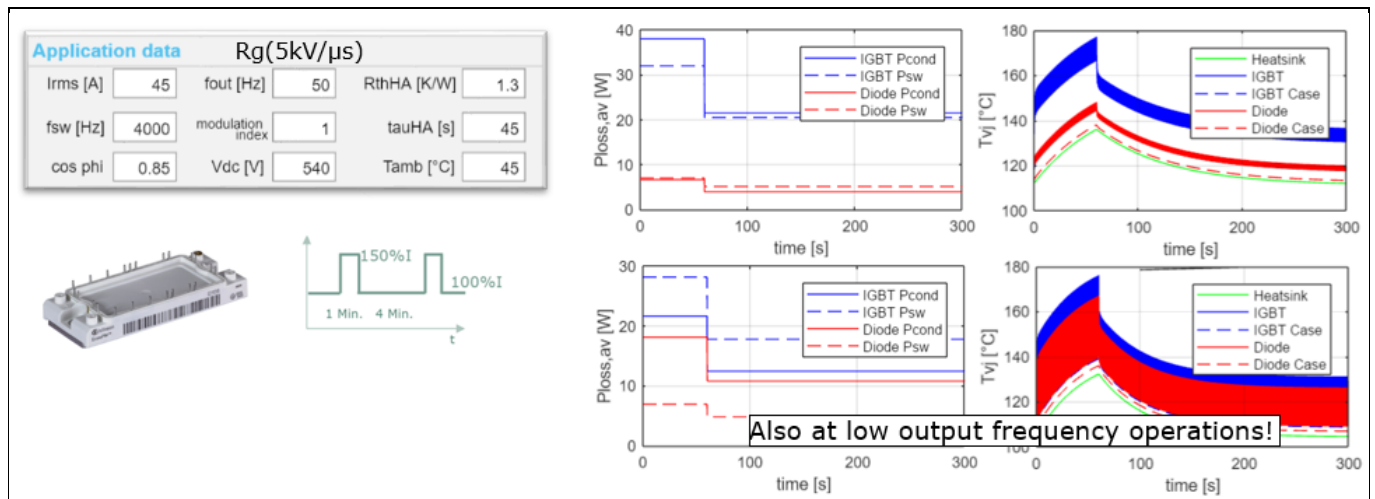 Application data
Rg(5kV/µs)
Irms [A] 45 fout [Hz] 50 RthHA [K/W] 1.3
fsw [Hz] 4000 modulation index 1 tauHA [s] 45
cos phi 0.85 Vdc [V] 540 Tamb [°C] 45
150%I
100%I
1 Min. 4 Min.
t
40
30
20
10
0
Ploss,av [W]
IGBT Pcond
IGBT Psw
Diode Pcond
Diode Psw
0 100 200 300
time [s]
180
160
140
120
100
Tvj [°C]
Heatsink
IGBT
IGBT Case
Diode
Diode Case
0 100 200 300
time [s]
30
20
10
0
Ploss,av [W]
IGBT Pcond
IGBT Psw
Diode Pcond
Diode Psw
0 100 200 300
time [s]
180
160
140
120
Tvj [°C]
Heatsink
IGBT
IGBT Case
Diode
Diode Case
Also at low output frequency operations!
0 100 200 300
time [s]